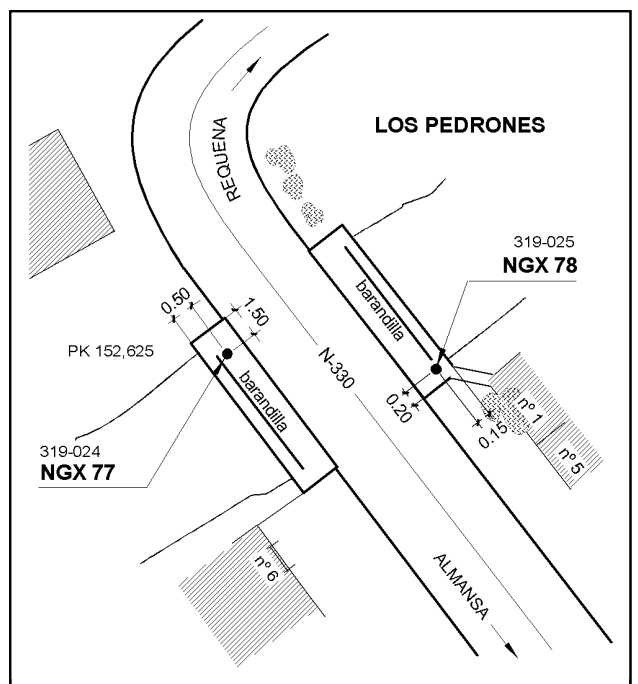 LOS PEDRONES
REQUENA
319-025
NGX 78
barandilla
0.50
1.50
PK 152,625
N-330
barandilla
0.20
0.15
nº 1
nº 5
319-024
NGX 77
nº 6
ALMANSA